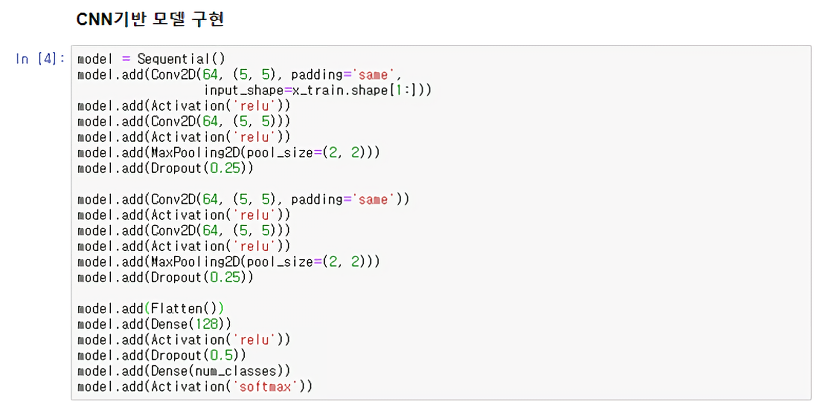 CNN기반 모델 구현
In [4]:
model = Sequential()
model.add(Conv2D(64, (5, 5), padding='same',
                 input_shape=x_train.shape[1:]))
model.add(Activation('relu'))
model.add(Conv2D(64, (5, 5)))
model.add(Activation('relu'))
model.add(MaxPooling2D(pool_size=(2, 2)))
model.add(Dropout(0.25))

model.add(Conv2D(64, (5, 5), padding='same'))
model.add(Activation('relu'))
model.add(Conv2D(64, (5, 5)))
model.add(Activation('relu'))
model.add(MaxPooling2D(pool_size=(2, 2)))
model.add(Dropout(0.25))

model.add(Flatten())
model.add(Dense(128))
model.add(Activation('relu'))
model.add(Dropout(0.5))
model.add(Dense(num_classes))
model.add(Activation('softmax'))